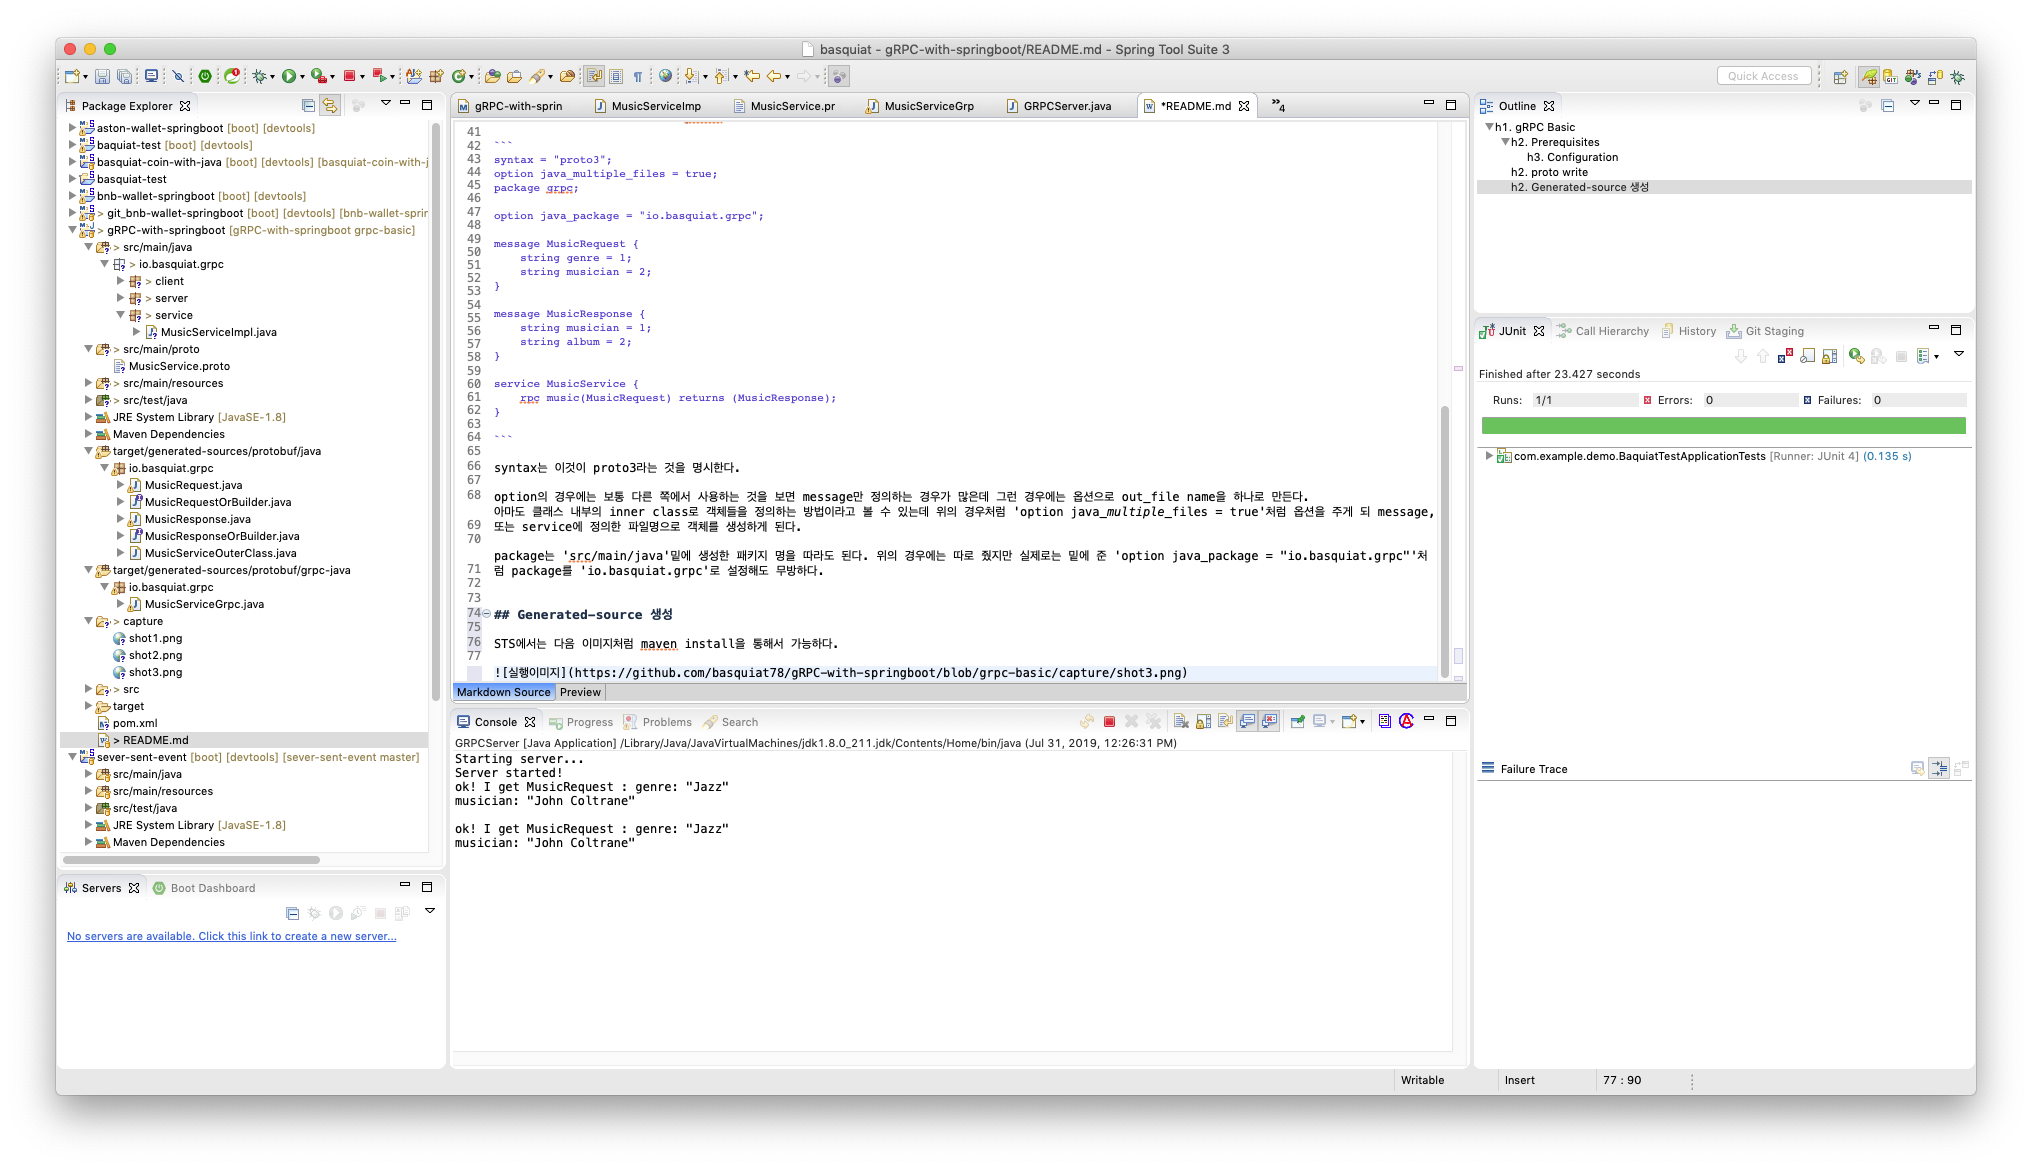 basquiat - gRPC-with-springboot/README.md - Spring Tool Suite 3
Quick Access
Package Explorer
aston-wallet-springboot [boot] [devtools]
baquiat-test [boot] [devtools]
basquiat-coin-with-java [boot] [devtools] [basquiat-coin-with-j
basquiat-test
bnb-wallet-springboot [boot] [devtools]
> git_bnb-wallet-springboot [boot] [devtools] [bnb-wallet-sprin
> gRPC-with-springboot [gRPC-with-springboot grpc-basic]
> src/main/java
> io.basquiat.grpc
> client
> server
> service
MusicServiceImpl.java
> src/main/proto
MusicService.proto
> src/main/resources
> src/test/java
JRE System Library [JavaSE-1.8]
Maven Dependencies
target/generated-sources/protobuf/java
io.basquiat.grpc
MusicRequest.java
MusicRequestOrBuilder.java
MusicResponse.java
MusicResponseOrBuilder.java
MusicServiceOuterClass.java
target/generated-sources/protobuf/grpc-java
io.basquiat.grpc
MusicServiceGrpc.java
> capture
shot1.png
shot2.png
shot3.png
> src
target
pom.xml
> README.md
sever-sent-event [boot] [devtools] [sever-sent-event master]
src/main/java
src/main/resources
src/test/java
JRE System Library [JavaSE-1.8]
Maven Dependencies
Servers Boot Dashboard
No servers are available. Click this link to create a new server...
gRPC-with-sprin MusicServiceImp MusicService.pr MusicServiceGrp GRPCServer.java *README.md »4
41
42 ```
43 syntax = "proto3";
44 option java_multiple_files = true;
45 package grpc;
46
47 option java_package = "io.basquiat.grpc";
48
49 message MusicRequest {
50 string genre = 1;
51 string musician = 2;
52
53 }
54
55 message MusicResponse {
56 string musician = 1;
57 string album = 2;
58 }
59
60 service MusicService {
61 rpc music(MusicRequest) returns (MusicResponse);
62 }
63
64 ```
65
66 syntax는 이것이 proto3라는 것을 명시한다.
67
68 option의 경우에는 보통 다른 쪽에서 사용하는 것을 보면 message만 정의하는 경우가 많은데 그런 경우에는 옵션으로 out_file name을 하나로 만든다.
아마도 클래스 내부의 inner class로 객체들을 정의하는 방법이라고 볼 수 있는데 위의 경우처럼 'option java_multiple_files = true'처럼 옵션을 주게 되 message,
69 또는 service에 정의한 파일명으로 객체를 생성하게 된다.
70
package는 'src/main/java'밑에 생성한 패키지 명을 따라도 된다. 위의 경우에는 따로 줬지만 실제로는 밑에 준 'option java_package = "io.basquiat.grpc"'처
71 럼 package를 'io.basquiat.grpc'로 설정해도 무방하다.
72
73
74 ## Generated-source 생성
75
76 STS에서는 다음 이미지처럼 maven install을 통해서 가능하다.
77
![실행이미지](https://github.com/basquiat78/gRPC-with-springboot/blob/grpc-basic/capture/shot3.png)
Markdown Source Preview
Console Progress Problems Search
GRPCServer [Java Application] /Library/Java/JavaVirtualMachines/jdk1.8.0_211.jdk/Contents/Home/bin/java (Jul 31, 2019, 12:26:31 PM)
Starting server...
Server started!
ok! I get MusicRequest : genre: "Jazz"
musician: "John Coltrane"
ok! I get MusicRequest : genre: "Jazz"
musician: "John Coltrane"
Outline
h1. gRPC Basic
h2. Prerequisites
h3. Configuration
h2. proto write
h2. Generated-source 생성
JUnit Call Hierarchy History Git Staging
Finished after 23.427 seconds
Runs: 1/1 Errors: 0 Failures: 0
com.example.demo.BaquiatTestApplicationTests [Runner: JUnit 4] (0.135 s)
Failure Trace
Writable Insert 77 : 90